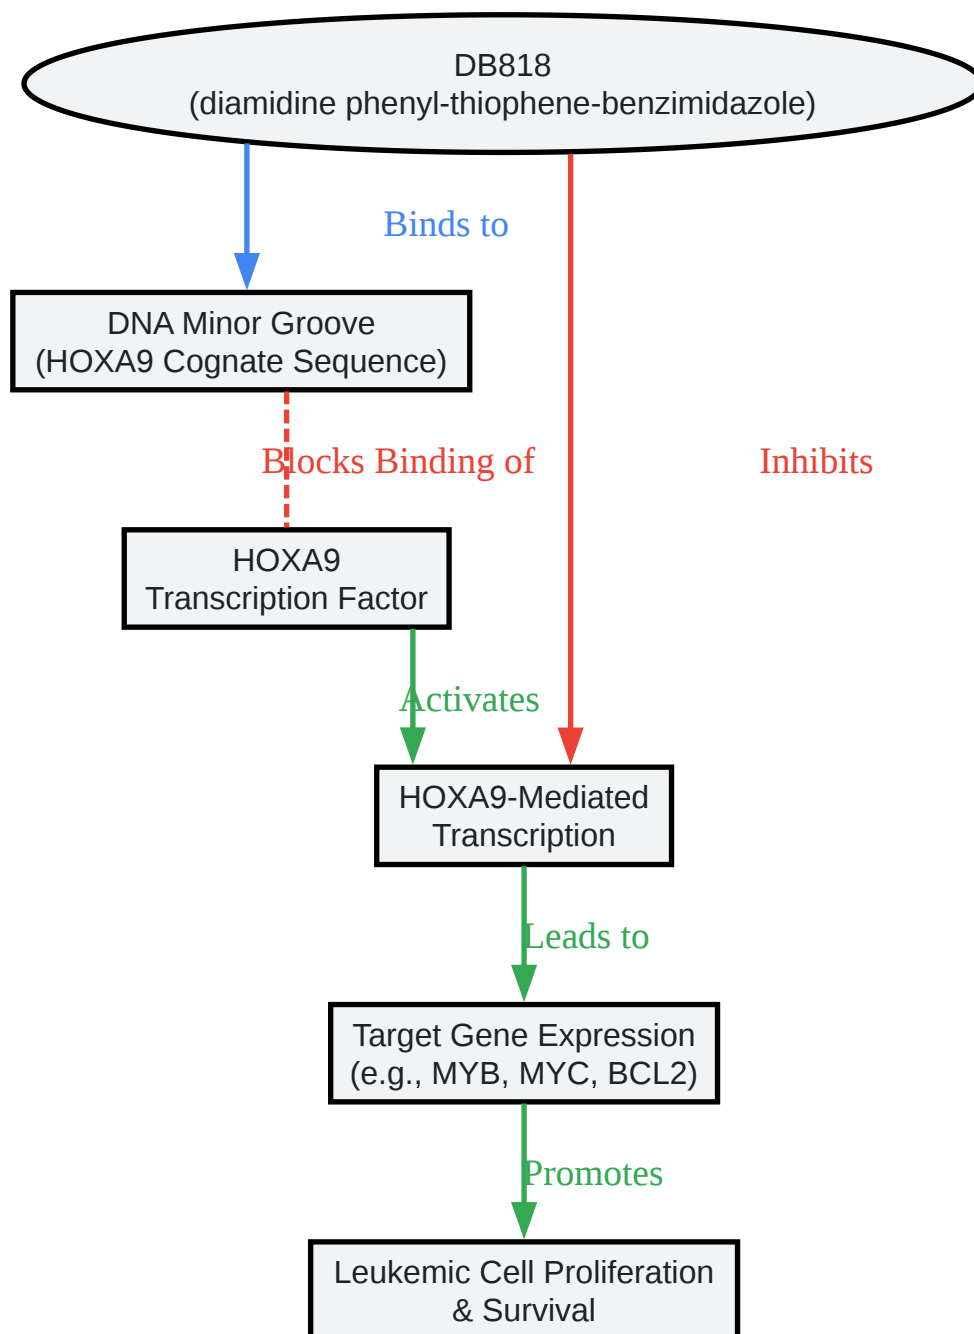 DB818
(diamidine phenyl-thiophene-benzimidazole)
Binds to
DNA Minor Groove
(HOXA9 Cognate Sequence)
Blocks Binding of
Inhibits
HOXA9
Transcription Factor
Activates
HOXA9-Mediated
Transcription
Leads to
Target Gene Expression
(e.g., MYB, MYC, BCL2)
Promotes
Leukemic Cell Proliferation
& Survival